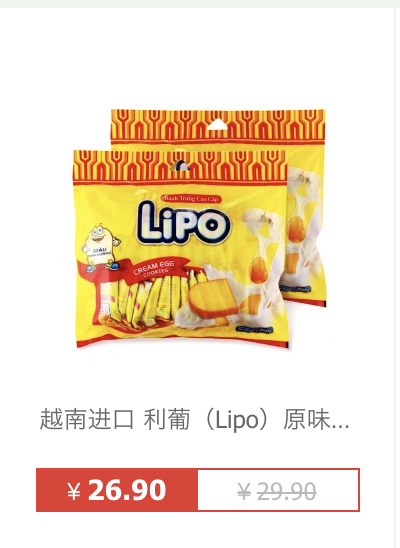 Bánh Trứng Cao Cấp
LiPO
CREAM EGG
COOKIES
越南进口 利葡（Lipo）原味...
¥ 26.90
¥ 29.90